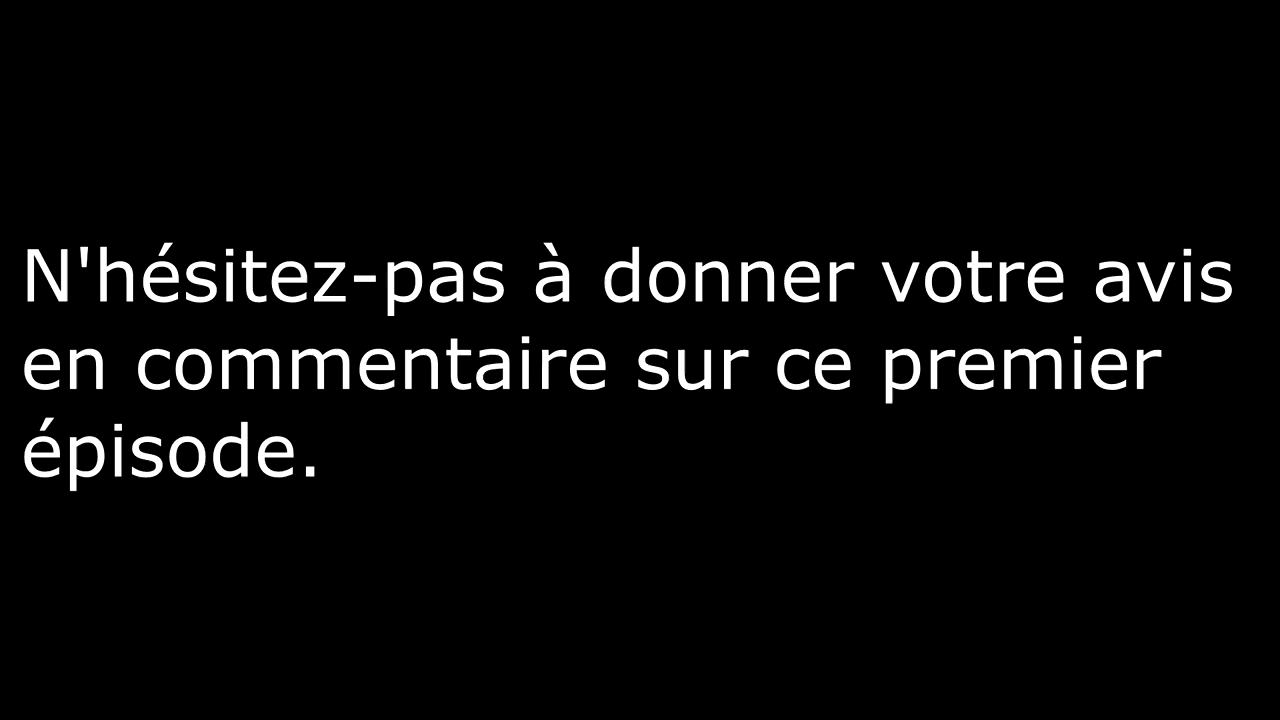 N'hésitez-pas à donner votre avis
en commentaire sur ce premier
épisode.